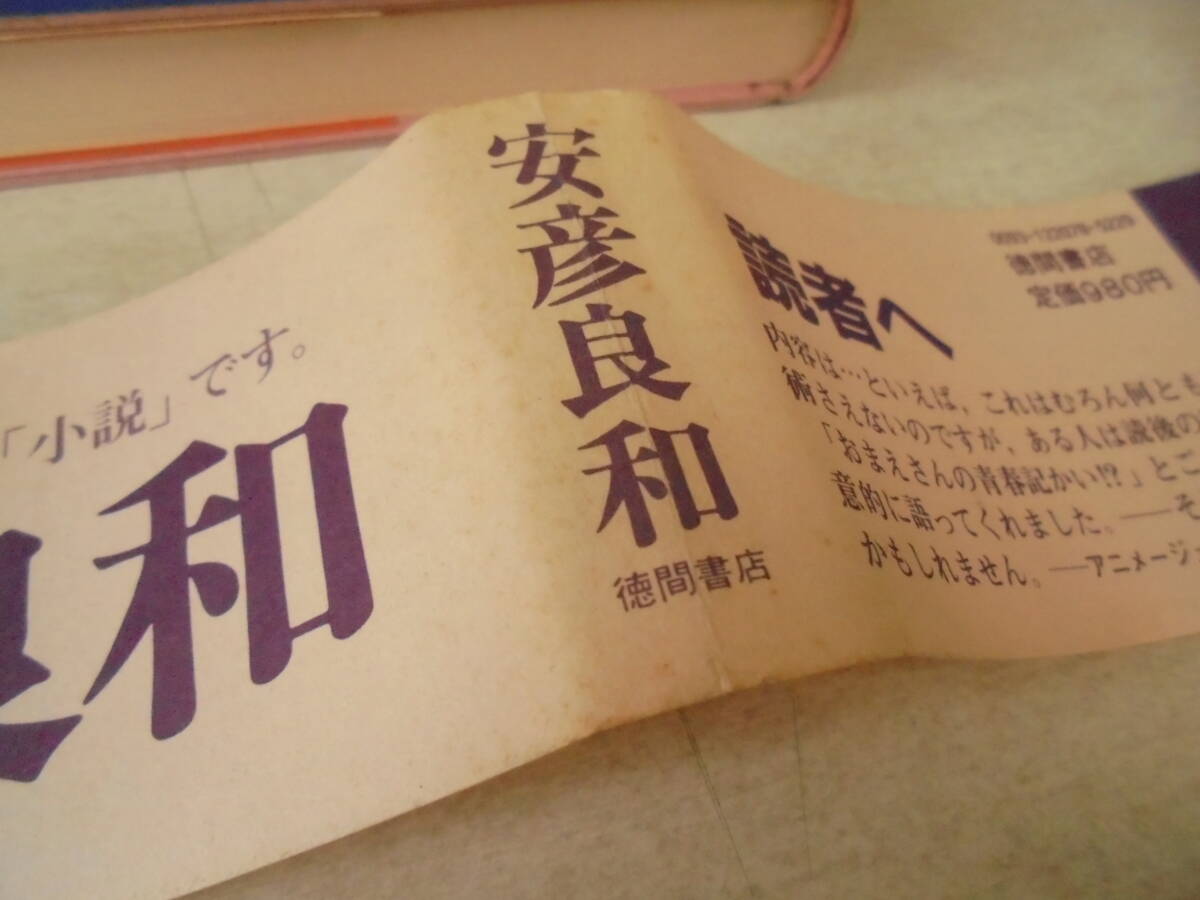 「小説」です。
良和
安彦良和
徳間書店
読者へ
徳間書店
定価980円
内容は…といえば，これはむろん何とも
術さえないのですが，ある人は読後の
「おまえさんの青春記かい!?」とご
意的に語ってくれました。──そ
かもしれません。──アニメージュ